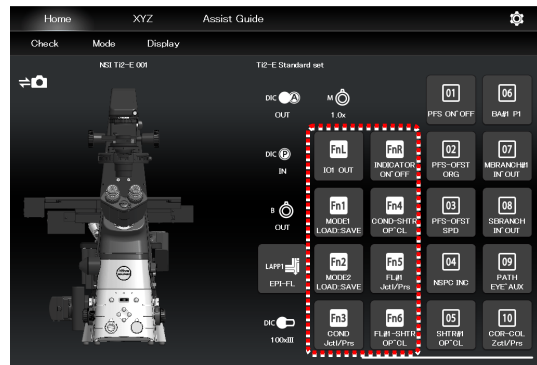 Home XYZ Assist Guide
Check Mode Display
NSI Ti2-E 001 Ti2-E Standard set
DIC A
OUT
M
1.0x
01
PFS ON^OFF
06
BA#1 P1
DIC P
IN
FnL
IO1 OUT
FnR
INDICATOR
ON^OFF
02
PFS-OFST
ORG
07
MBRANCH#1
IN^OUT
B
OUT
Fn1
MODE1
LOAD::SAVE
Fn4
COND-SHTR
OP^CL
03
PFS-OFST
SPD
08
SBRANCH
IN^OUT
LAPP1
EPI-FL
Fn2
MODE2
LOAD::SAVE
Fn5
FL#1
Jctl/Prs
04
NSPC INC
09
PATH
EYE^AUX
DIC
100xIII
Fn3
COND
Jctl/Prs
Fn6
FL#1-SHTR
OP^CL
05
SHTR#1
OP^CL
10
COR-COL
Zctl/Prs